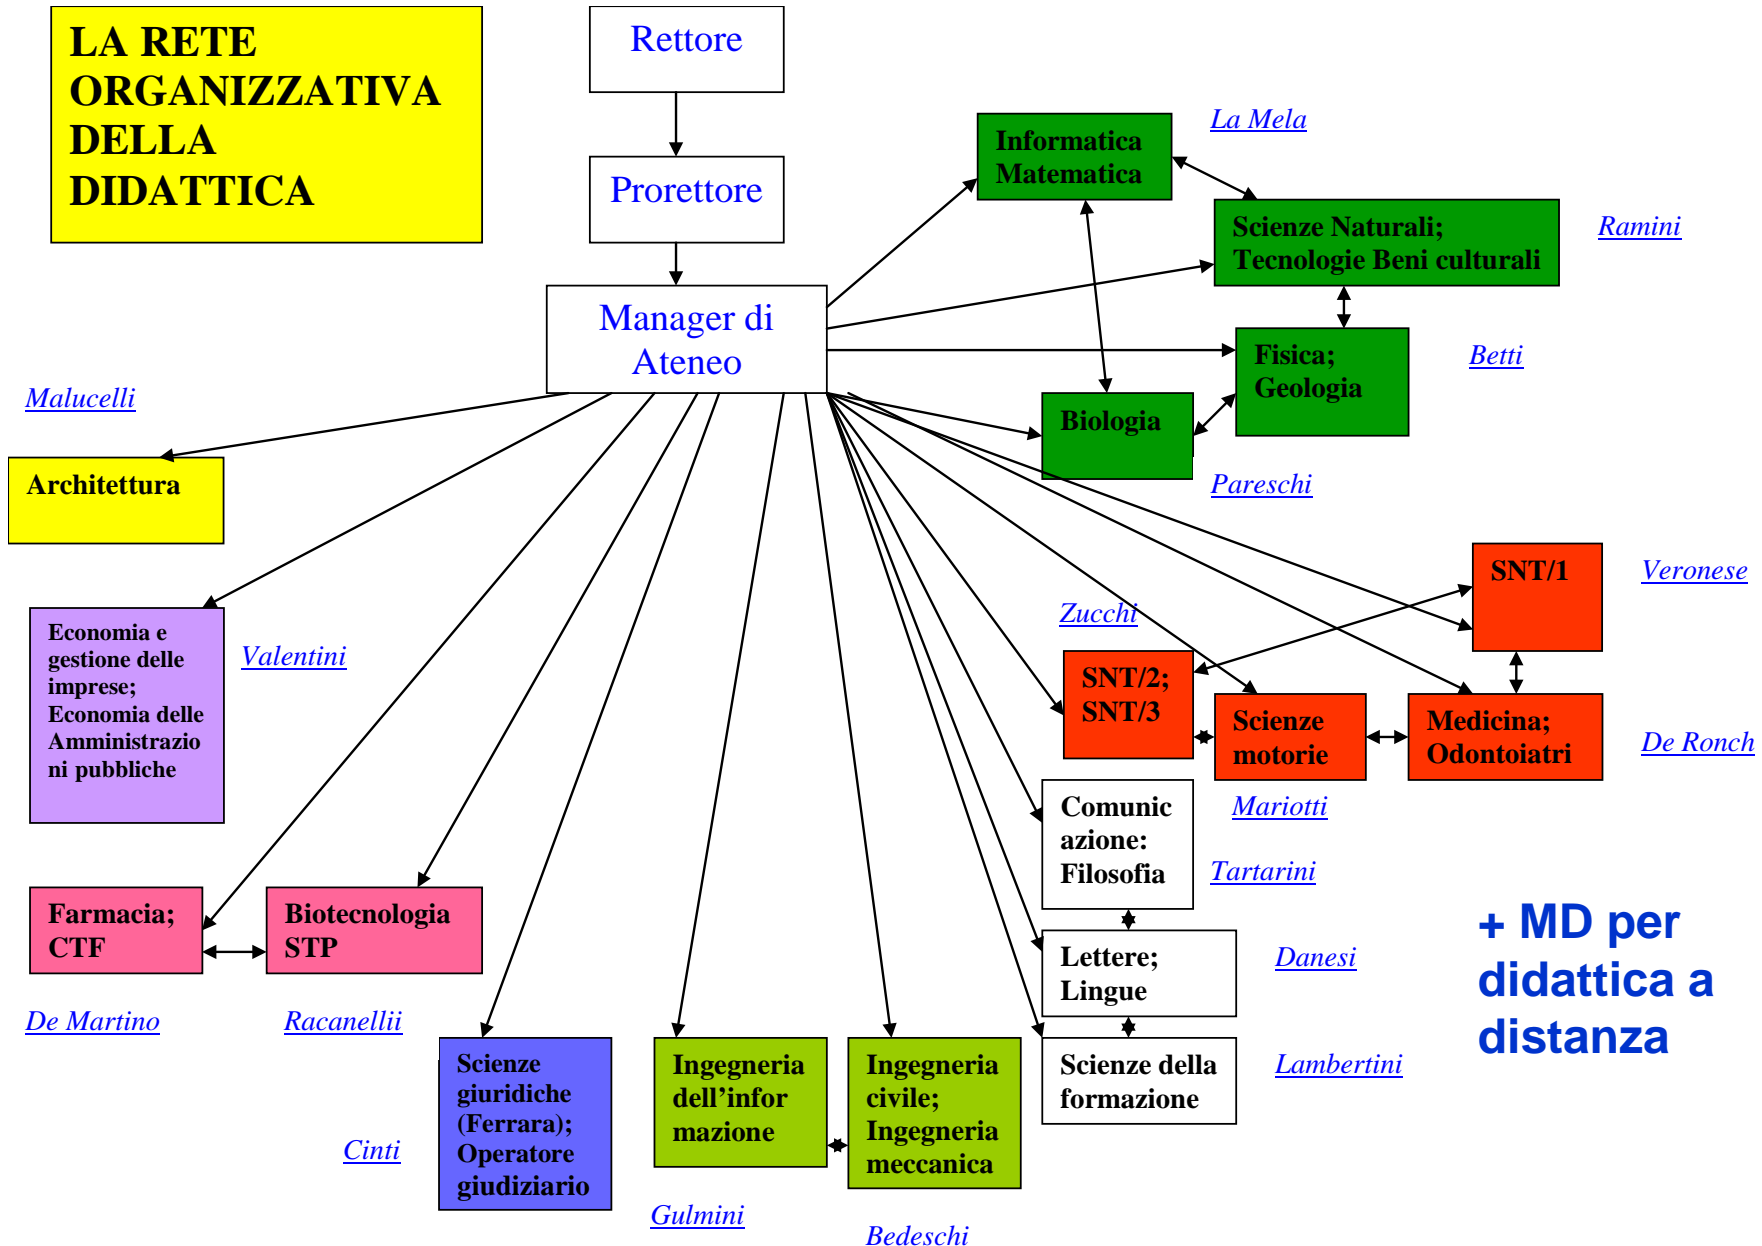 LA RETE
ORGANIZZATIVA
DELLA
DIDATTICA
Rettore
Prorettore
Manager di
Ateneo
Informatica
Matematica
La Mela
Scienze Naturali;
Tecnologie Beni culturali
Ramini
Fisica;
Geologia
Betti
Biologia
Pareschi
Malucelli
Architettura
Economia e
gestione delle
imprese;
Economia delle
Amministrazio
ni pubbliche
Valentini
SNT/1
Veronese
Zucchi
SNT/2;
SNT/3
Scienze
motorie
Mariotti
Medicina;
Odontoiatri
De Ronch
Comunic
azione:
Filosofia
Tartarini
Lettere;
Lingue
Danesi
Scienze della
formazione
Lambertini
Farmacia;
CTF
De Martino
Biotecnologia
STP
Racanellii
Scienze
giuridiche
(Ferrara);
Operatore
giudiziario
Cinti
Ingegneria
dell’infor
mazione
Gulmini
Ingegneria
civile;
Ingegneria
meccanica
Bedeschi
+ MD per
didattica a
distanza